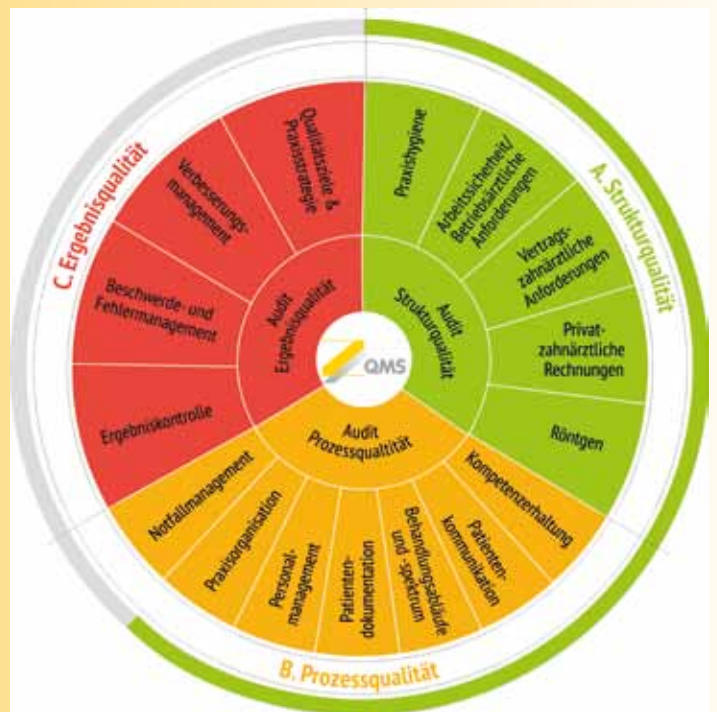 A. Strukturqualität
Audit
Strukturqualität
Praxishygiene
Arbeitssicherheit/
Betriebsärztliche
Anforderungen
Vertrags-
zahnärztliche
Anforderungen
Privat-
zahnärztliche
Rechnungen
Röntgen
B. Prozessqualität
Audit
Prozessqualtität
Kompetenzerhaltung
Patienten-
kommunikation
Behandlungsabläufe
und -spektrum
Patienten-
dokumentation
Personal-
management
Praxisorganisation
Notfallmanagement
C. Ergebnisqualität
Audit
Ergebnisqualität
Ergebniskontrolle
Beschwerde- und
Fehlermanagement
Verbesserungs-
management
Qualitätsziele &
Praxisstrategie
QMS